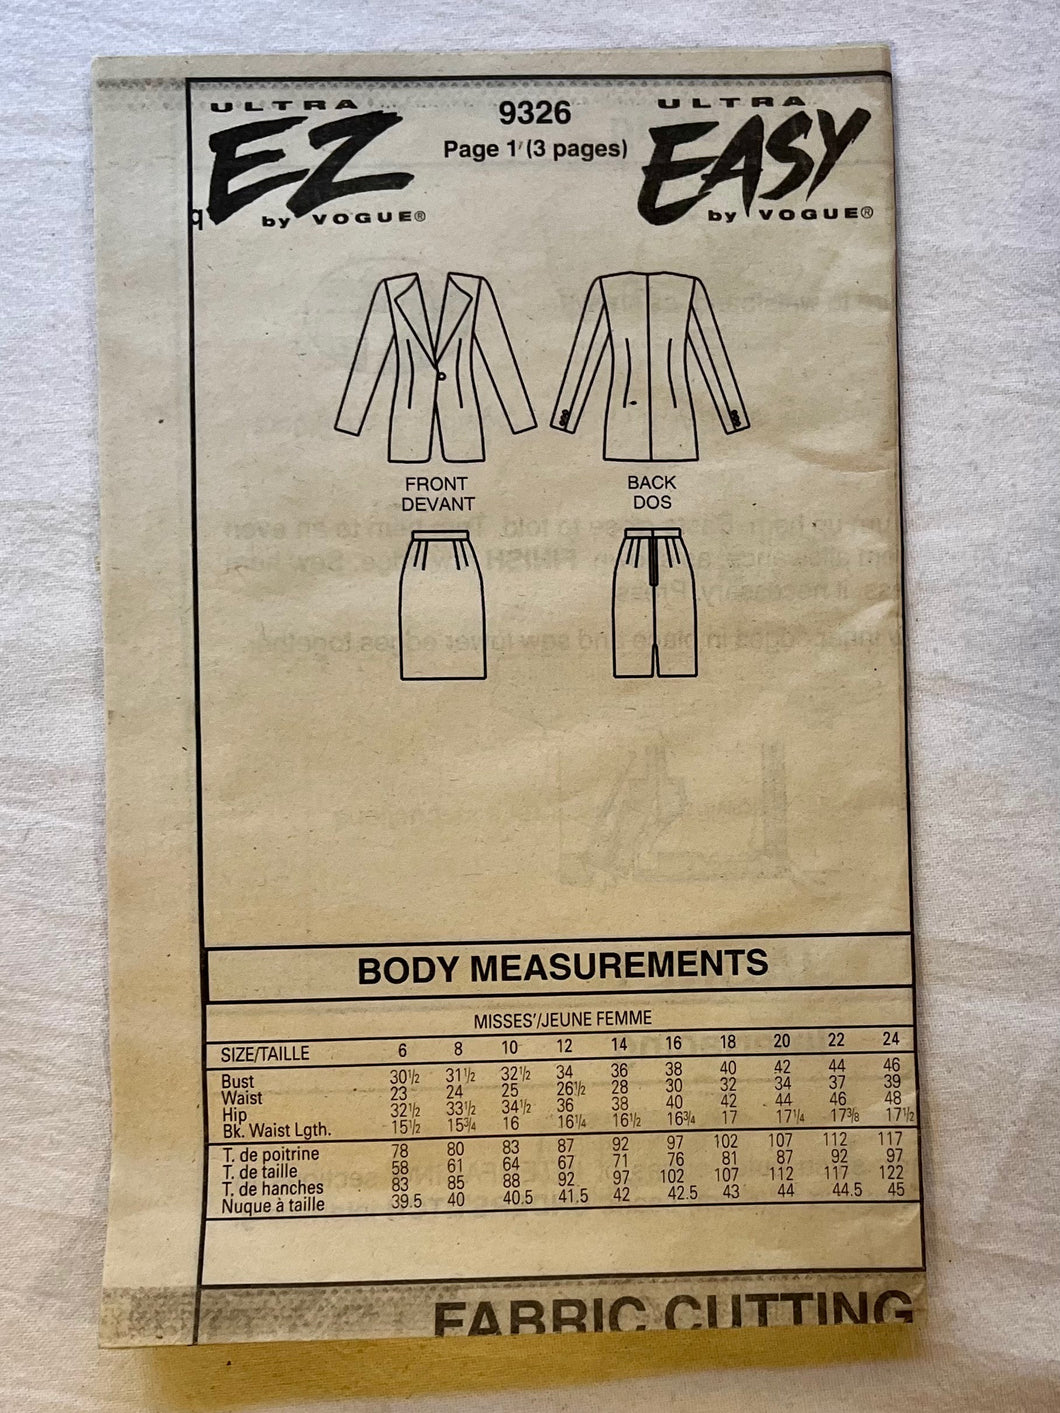 ULTRA EZ by VOGUE®
9326
Page 1 (3 pages)
ULTRA EASY by VOGUE®
q
FRONT
DEVANT
BACK
DOS
BODY MEASUREMENTS
MISSES'/JEUNE FEMME
SIZE/TAILLE 6 8 10 12 14 16 18 20 22 24
Bust 30½ 31½ 32½ 34 36 38 40 42 44 46
Waist 23 24 25 26½ 28 30 32 34 37 39
Hip 32½ 33½ 34½ 36 38 40 42 44 46 48
Bk. Waist Lgth. 15½ 15¾ 16 16¼ 16½ 16¾ 17 17¼ 17⅜ 17½
T. de poitrine 78 80 83 87 92 97 102 107 112 117
T. de taille 58 61 64 67 71 76 81 87 92 97
T. de hanches 83 85 88 92 97 102 107 112 117 122
Nuque à taille 39.5 40 40.5 41.5 42 42.5 43 44 44.5 45
FABRIC CUTTING